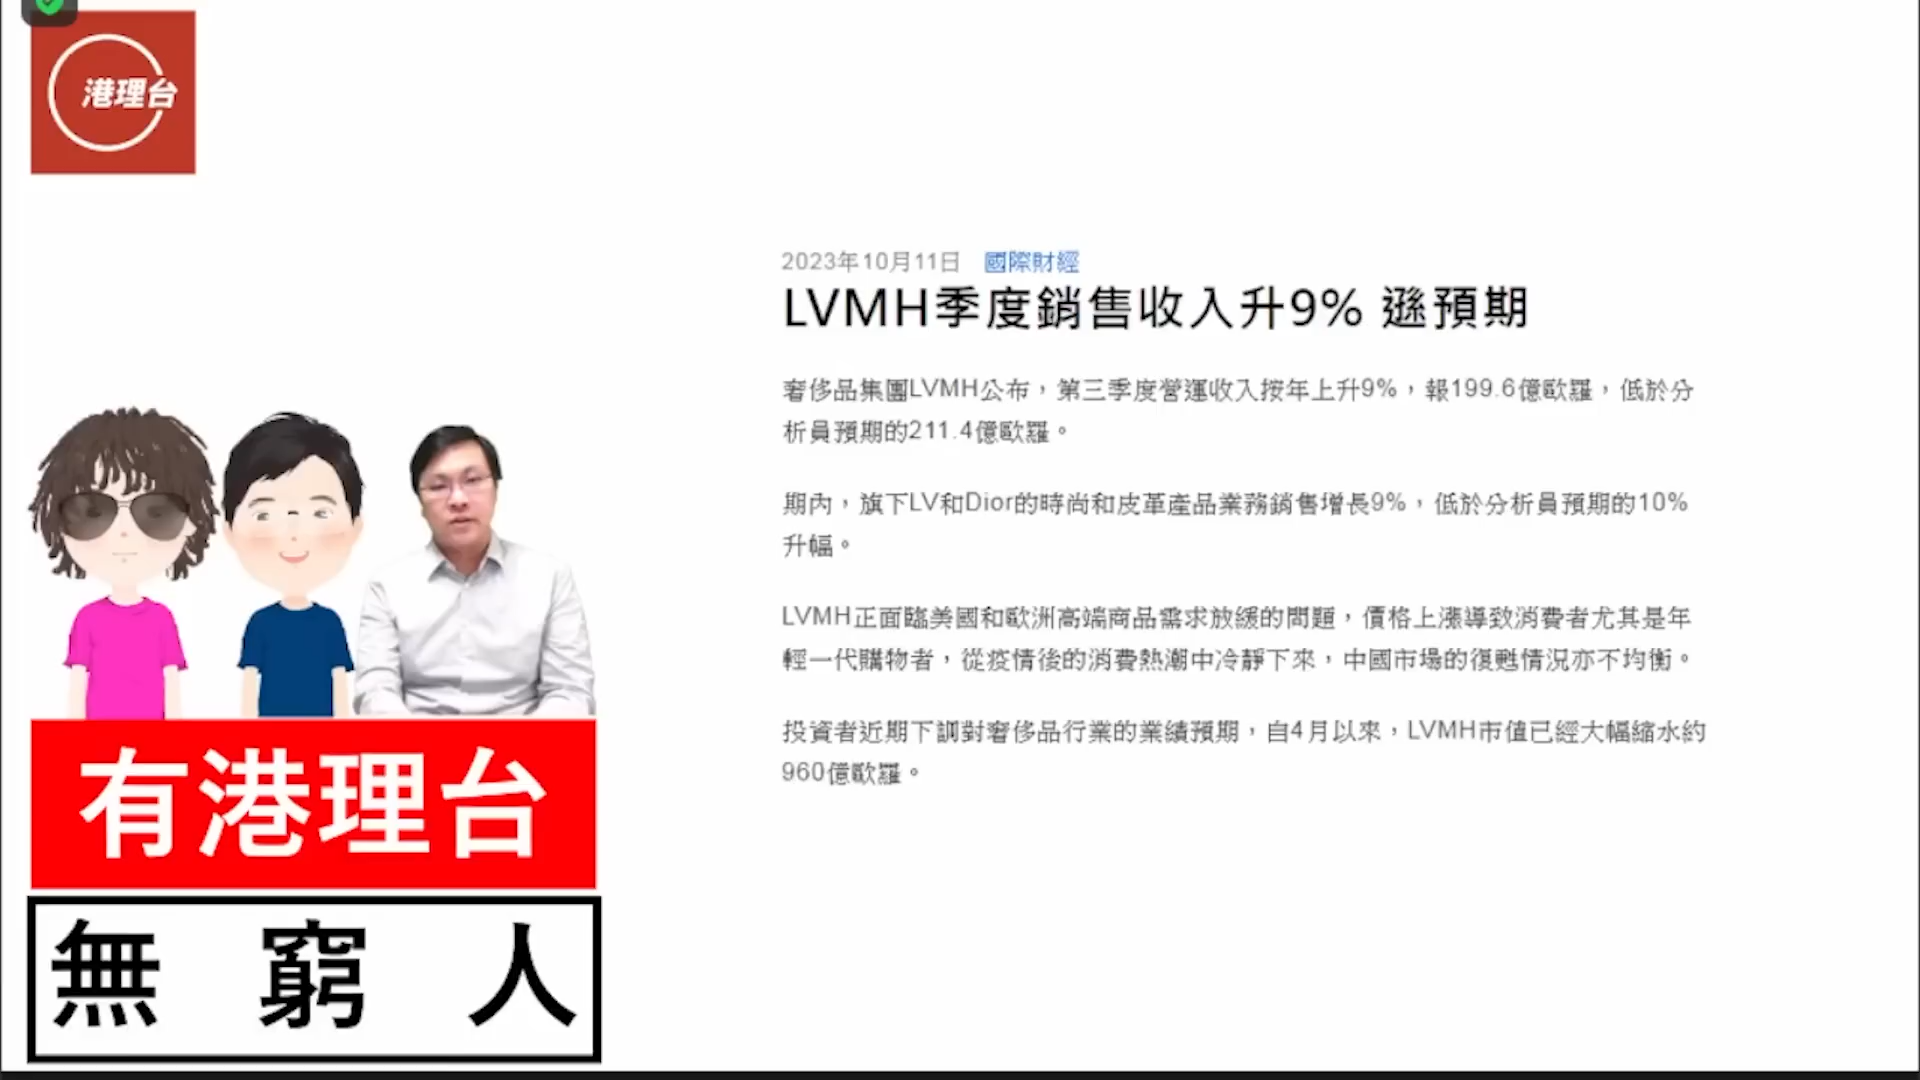 港理台
2023年10月11日 國際財經
LVMH季度銷售收入升9% 遜預期
奢侈品集團LVMH公布，第三季度營運收入按年上升9%，報199.6億歐羅，低於分
析員預期的211.4億歐羅。
期內，旗下LV和Dior的時尚和皮革產品業務銷售增長9%，低於分析員預期的10%
升幅。
LVMH正面臨美國和歐洲高端商品需求放緩的問題，價格上漲導致消費者尤其是年
輕一代購物者，從疫情後的消費熱潮中冷靜下來，中國市場的復甦情況亦不均衡。
投資者近期下調對奢侈品行業的業績預期，自4月以來，LVMH市值已經大幅縮水約
960億歐羅。
有港理台
無窮人